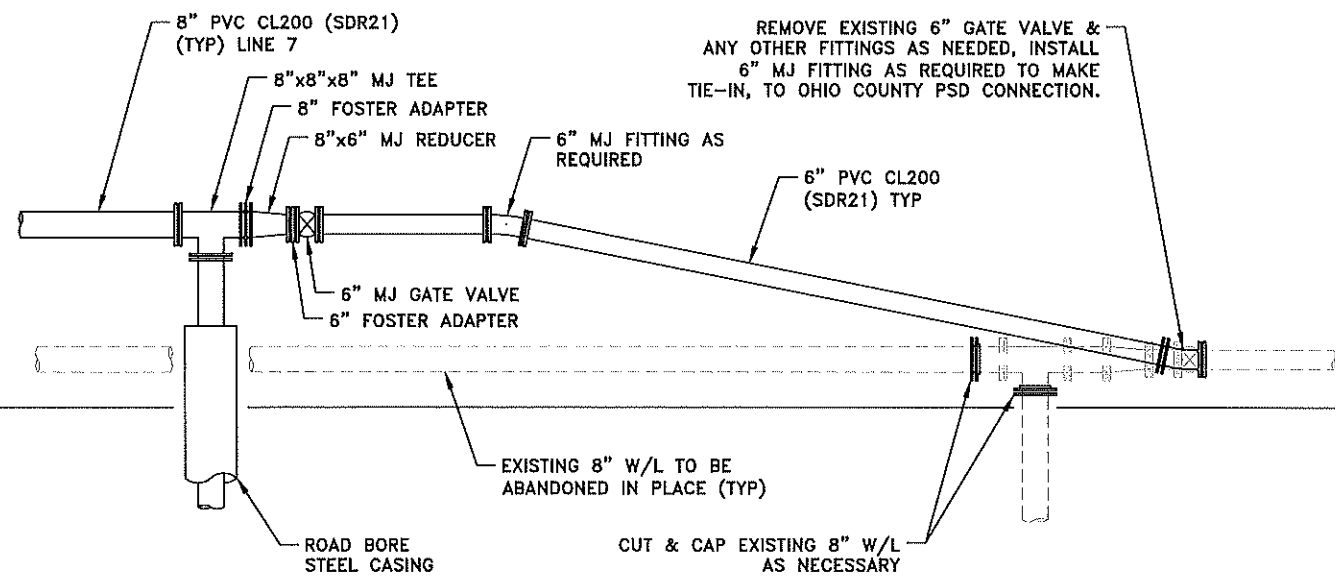 8" PVC CL200 (SDR21)
(TYP) LINE 7
8"x8"x8" MJ TEE
8" FOSTER ADAPTER
8"x6" MJ REDUCER
6" MJ FITTING AS
REQUIRED
REMOVE EXISTING 6" GATE VALVE &
ANY OTHER FITTINGS AS NEEDED, INSTALL
6" MJ FITTING AS REQUIRED TO MAKE
TIE-IN, TO OHIO COUNTY PSD CONNECTION.
6" PVC CL200
(SDR21) TYP
6" MJ GATE VALVE
6" FOSTER ADAPTER
EXISTING 8" W/L TO BE
ABANDONED IN PLACE (TYP)
ROAD BORE
STEEL CASING
CUT & CAP EXISTING 8" W/L
AS NECESSARY